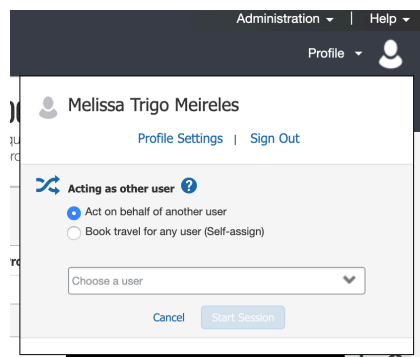 Administration | Help
Profile
Melissa Trigo Meireles
Profile Settings | Sign Out
Acting as other user ?
Act on behalf of another user
Book travel for any user (Self-assign)
Choose a user
Cancel Start Session